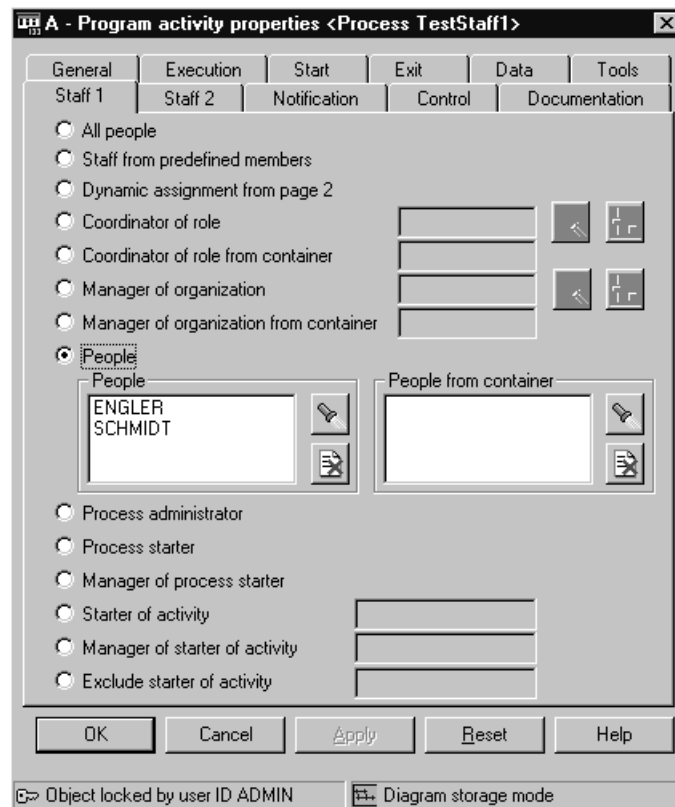 A - Program activity properties <Process TestStaff1>
General Execution Start Exit Data Tools
Staff 1 Staff 2 Notification Control Documentation
All people
Staff from predefined members
Dynamic assignment from page 2
Coordinator of role
Coordinator of role from container
Manager of organization
Manager of organization from container
People
People People from container
ENGLER
SCHMIDT
Process administrator
Process starter
Manager of process starter
Starter of activity
Manager of starter of activity
Exclude starter of activity
OK Cancel Apply Reset Help
Object locked by user ID ADMIN Diagram storage mode